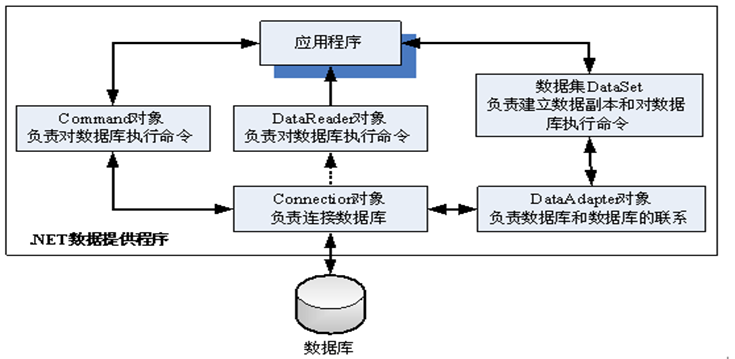 应用程序
Command对象
负责对数据库执行命令
DataReader对象
负责对数据库执行命令
数据集DataSet
负责建立数据副本和对数据
库执行命令
Connection对象
负责连接数据库
DataAdapter对象
负责数据库和数据库的联系
.NET数据提供程序
数据库